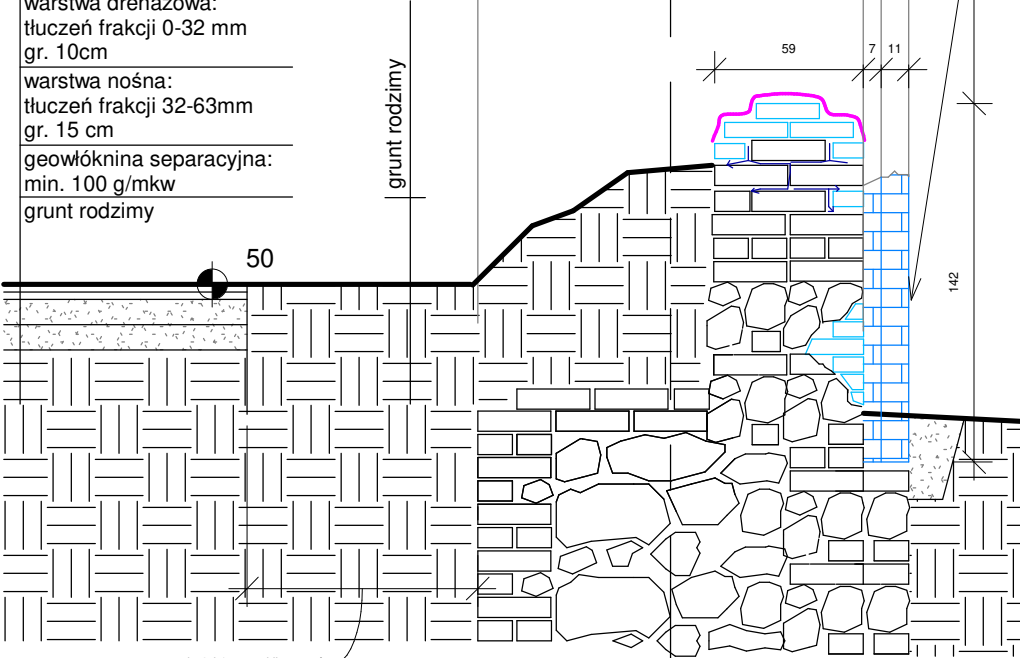 warstwa drenażowa:
tłuczeń frakcji 0-32 mm
gr. 10cm
warstwa nośna:
tłuczeń frakcji 32-63mm
gr. 15 cm
geowłóknina separacyjna:
min. 100 g/mkw
grunt rodzimy
grunt rodzimy
50
59
7
11
142